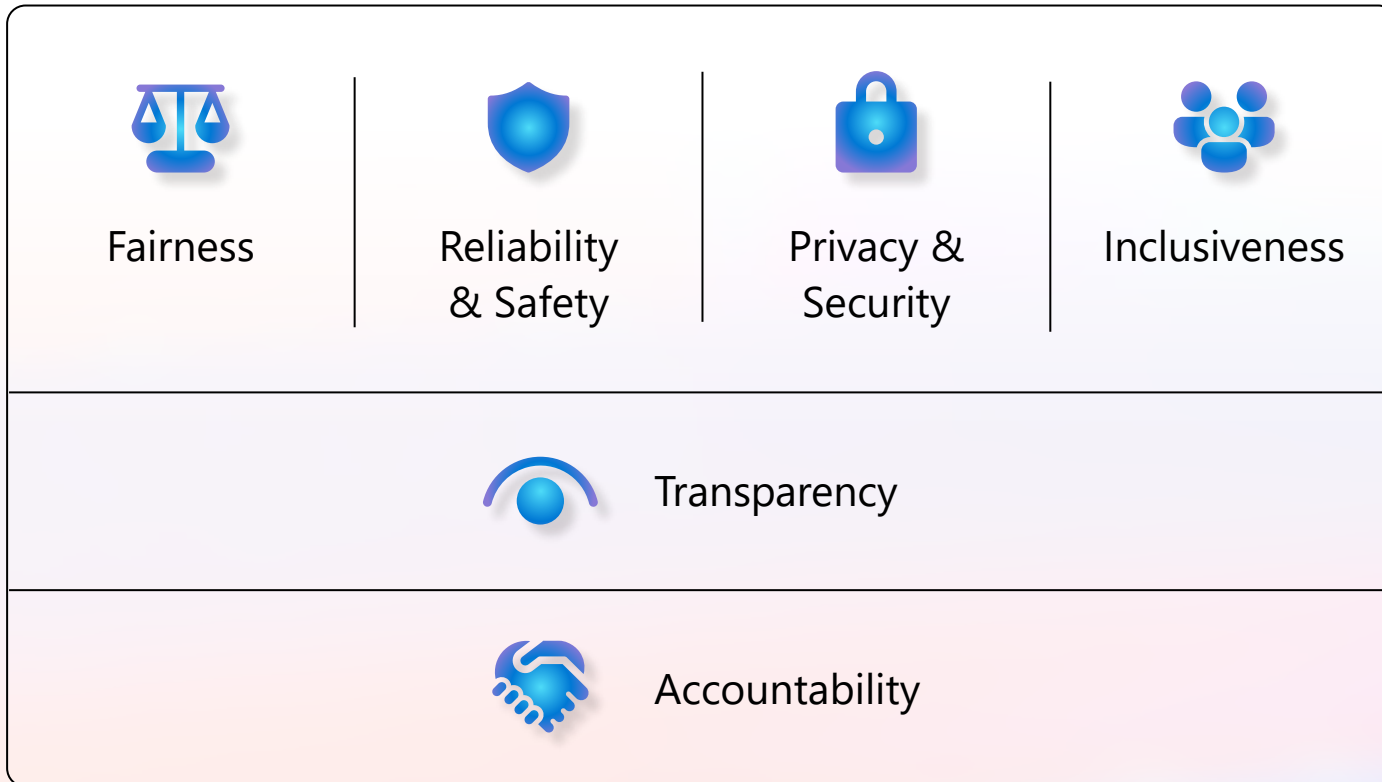 Fairness
Reliability
& Safety
Privacy &
Security
Inclusiveness
Transparency
Accountability